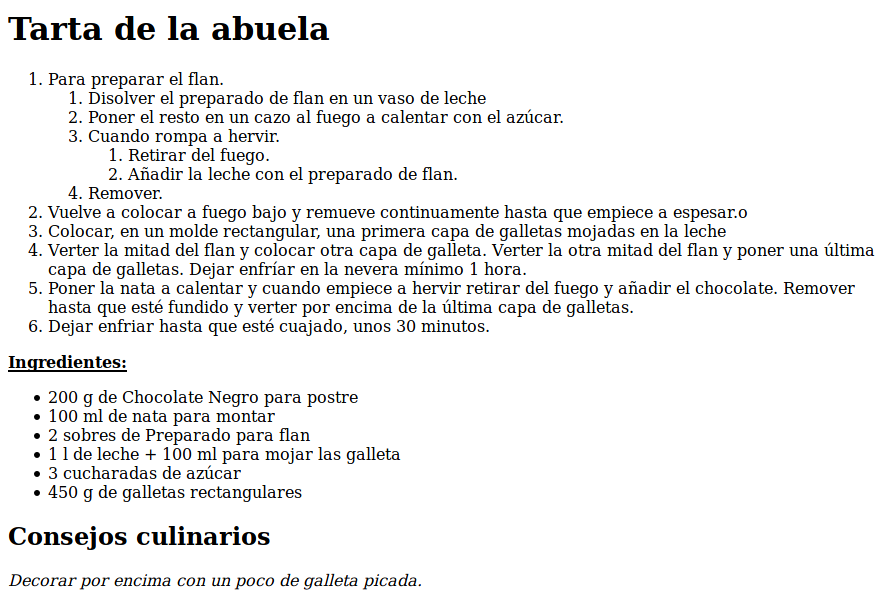 Tarta de la abuela
1. Para preparar el flan.
1. Disolver el preparado de flan en un vaso de leche
2. Poner el resto en un cazo al fuego a calentar con el azúcar.
3. Cuando rompa a hervir.
1. Retirar del fuego.
2. Añadir la leche con el preparado de flan.
4. Remover.
2. Vuelve a colocar a fuego bajo y remueve continuamente hasta que empiece a espesar.o
3. Colocar, en un molde rectangular, una primera capa de galletas mojadas en la leche
4. Verter la mitad del flan y colocar otra capa de galleta. Verter la otra mitad del flan y poner una última
capa de galletas. Dejar enfríar en la nevera mínimo 1 hora.
5. Poner la nata a calentar y cuando empiece a hervir retirar del fuego y añadir el chocolate. Remover
hasta que esté fundido y verter por encima de la última capa de galletas.
6. Dejar enfriar hasta que esté cuajado, unos 30 minutos.
Ingredientes:
• 200 g de Chocolate Negro para postre
• 100 ml de nata para montar
• 2 sobres de Preparado para flan
• 1 l de leche + 100 ml para mojar las galleta
• 3 cucharadas de azúcar
• 450 g de galletas rectangulares
Consejos culinarios
Decorar por encima con un poco de galleta picada.